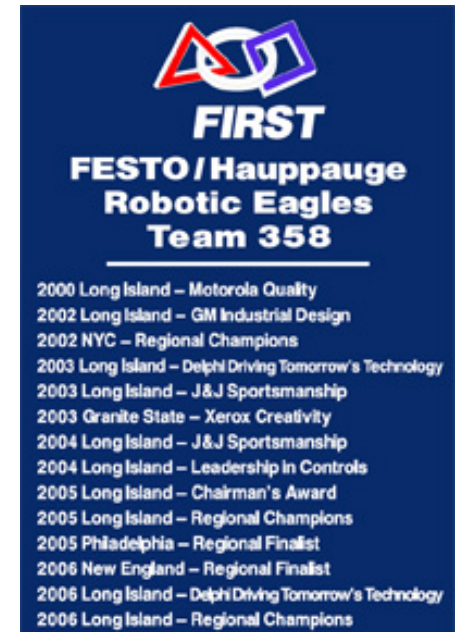 FIRST
FESTO/Hauppauge
Robotic Eagles
Team 358
2000 Long Island – Motorola Quality
2002 Long Island – GM Industrial Design
2002 NYC – Regional Champions
2003 Long Island – Delphi Driving Tomorrow's Technology
2003 Long Island – J&J Sportsmanship
2003 Granite State – Xerox Creativity
2004 Long Island – J&J Sportsmanship
2004 Long Island – Leadership in Controls
2005 Long Island – Chairman's Award
2005 Long Island – Regional Champions
2005 Philadelphia – Regional Finalist
2006 New England – Regional Finalist
2006 Long Island – Delphi Driving Tomorrow's Technology
2006 Long Island – Regional Champions